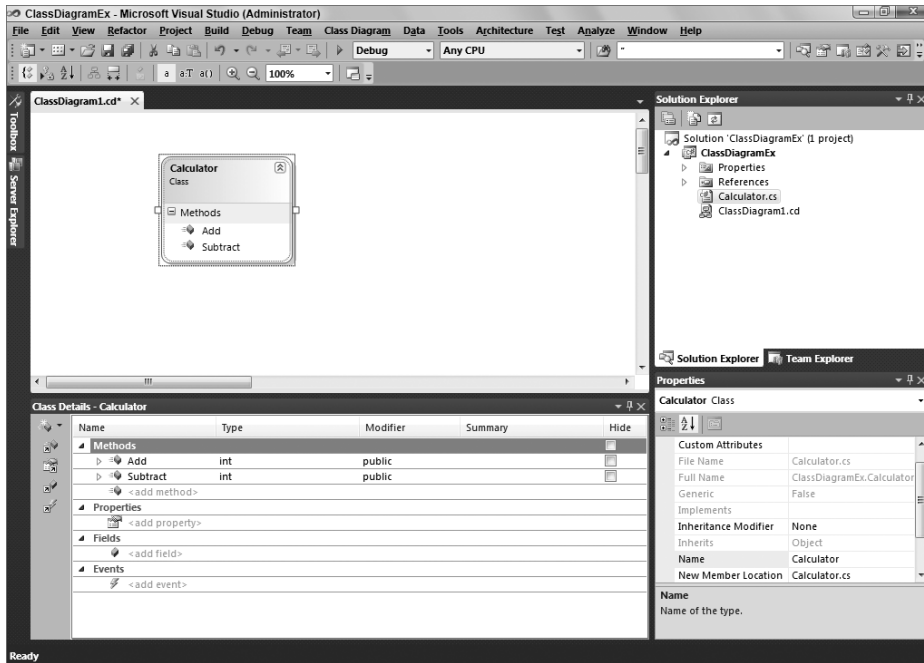 ClassDiagramEx - Microsoft Visual Studio (Administrator)
File Edit View Refactor Project Build Debug Team Class Diagram Data Tools Architecture Test Analyze Window Help
Debug Any CPU
a a:T a() 100%
Toolbox
Server Explorer
ClassDiagram1.cd*
Calculator
Class
Methods
Add
Subtract
Class Details - Calculator
Name Type Modifier Summary Hide
Methods
Add int public
Subtract int public
<add method>
Properties
<add property>
Fields
<add field>
Events
<add event>
Solution Explorer
Solution 'ClassDiagramEx' (1 project)
ClassDiagramEx
Properties
References
Calculator.cs
ClassDiagram1.cd
Solution Explorer Team Explorer
Properties
Calculator Class
Custom Attributes
File Name Calculator.cs
Full Name ClassDiagramEx.Calculator
Generic False
Implements
Inheritance Modifier None
Inherits Object
Name Calculator
New Member Location Calculator.cs
Name
Name of the type.
Ready